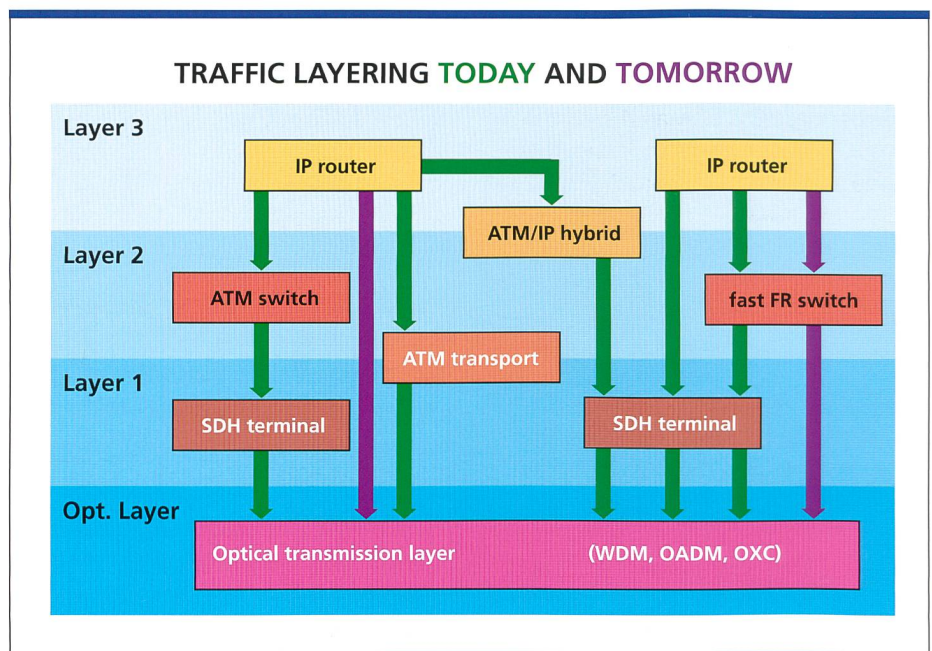 TRAFFIC LAYERING TODAY AND TOMORROW
Layer 3
IP router
IP router
ATM/IP hybrid
Layer 2
ATM switch
fast FR switch
ATM transport
Layer 1
SDH terminal
SDH terminal
Opt. Layer
Optical transmission layer (WDM, OADM, OXC)